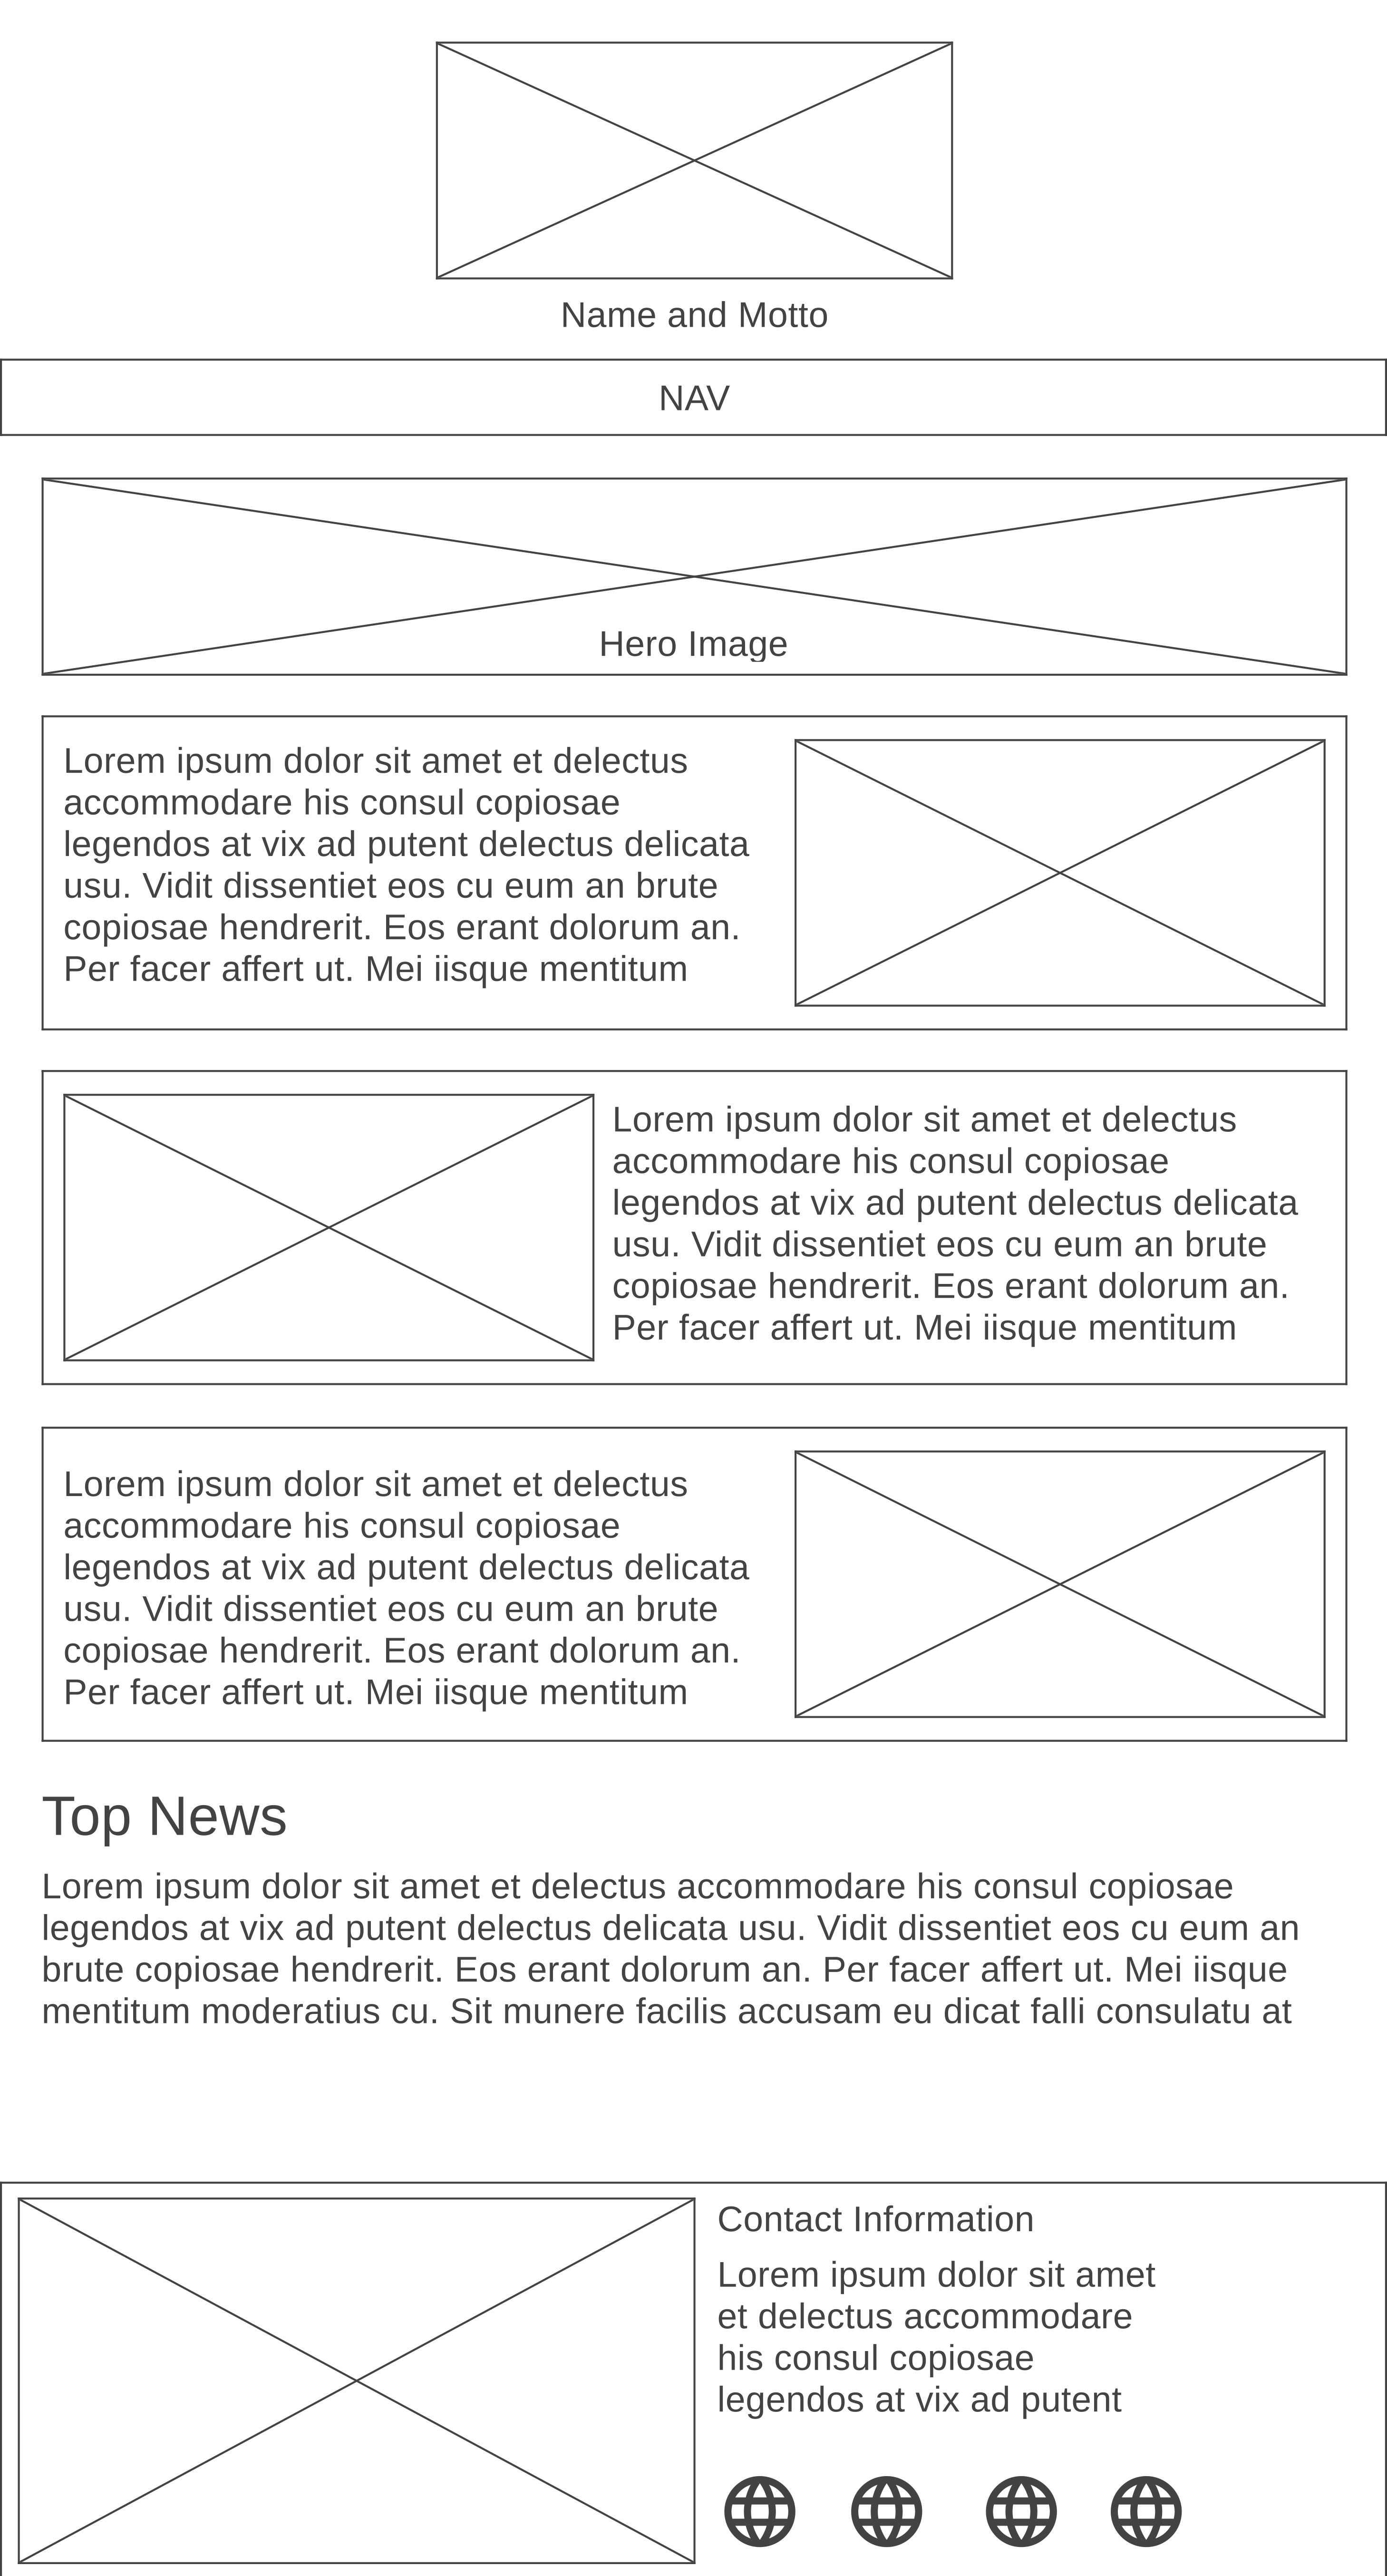 Name and Motto
NAV
Hero Image
Lorem ipsum dolor sit amet et delectus
accommodare his consul copiosae
legendos at vix ad putent delectus delicata
usu. Vidit dissentiet eos cu eum an brute
copiosae hendrerit. Eos erant dolorum an.
Per facer affert ut. Mei iisque mentitum
Lorem ipsum dolor sit amet et delectus
accommodare his consul copiosae
legendos at vix ad putent delectus delicata
usu. Vidit dissentiet eos cu eum an brute
copiosae hendrerit. Eos erant dolorum an.
Per facer affert ut. Mei iisque mentitum
Lorem ipsum dolor sit amet et delectus
accommodare his consul copiosae
legendos at vix ad putent delectus delicata
usu. Vidit dissentiet eos cu eum an brute
copiosae hendrerit. Eos erant dolorum an.
Per facer affert ut. Mei iisque mentitum
Top News
Lorem ipsum dolor sit amet et delectus accommodare his consul copiosae
legendos at vix ad putent delectus delicata usu. Vidit dissentiet eos cu eum an
brute copiosae hendrerit. Eos erant dolorum an. Per facer affert ut. Mei iisque
mentitum moderatius cu. Sit munere facilis accusam eu dicat falli consulatu at
Contact Information
Lorem ipsum dolor sit amet
et delectus accommodare
his consul copiosae
legendos at vix ad putent